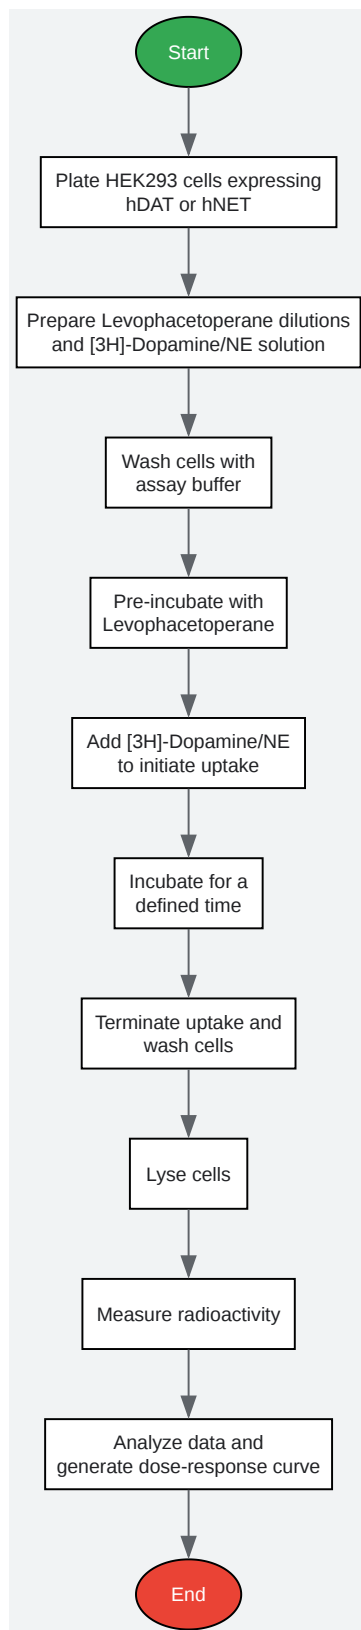 Start
Plate HEK293 cells expressing
hDAT or hNET
Prepare Levophacetoperane dilutions
and [3H]-Dopamine/NE solution
Wash cells with
assay buffer
Pre-incubate with
Levophacetoperane
Add [3H]-Dopamine/NE
to initiate uptake
Incubate for a
defined time
Terminate uptake and
wash cells
Lyse cells
Measure radioactivity
Analyze data and
generate dose-response curve
End